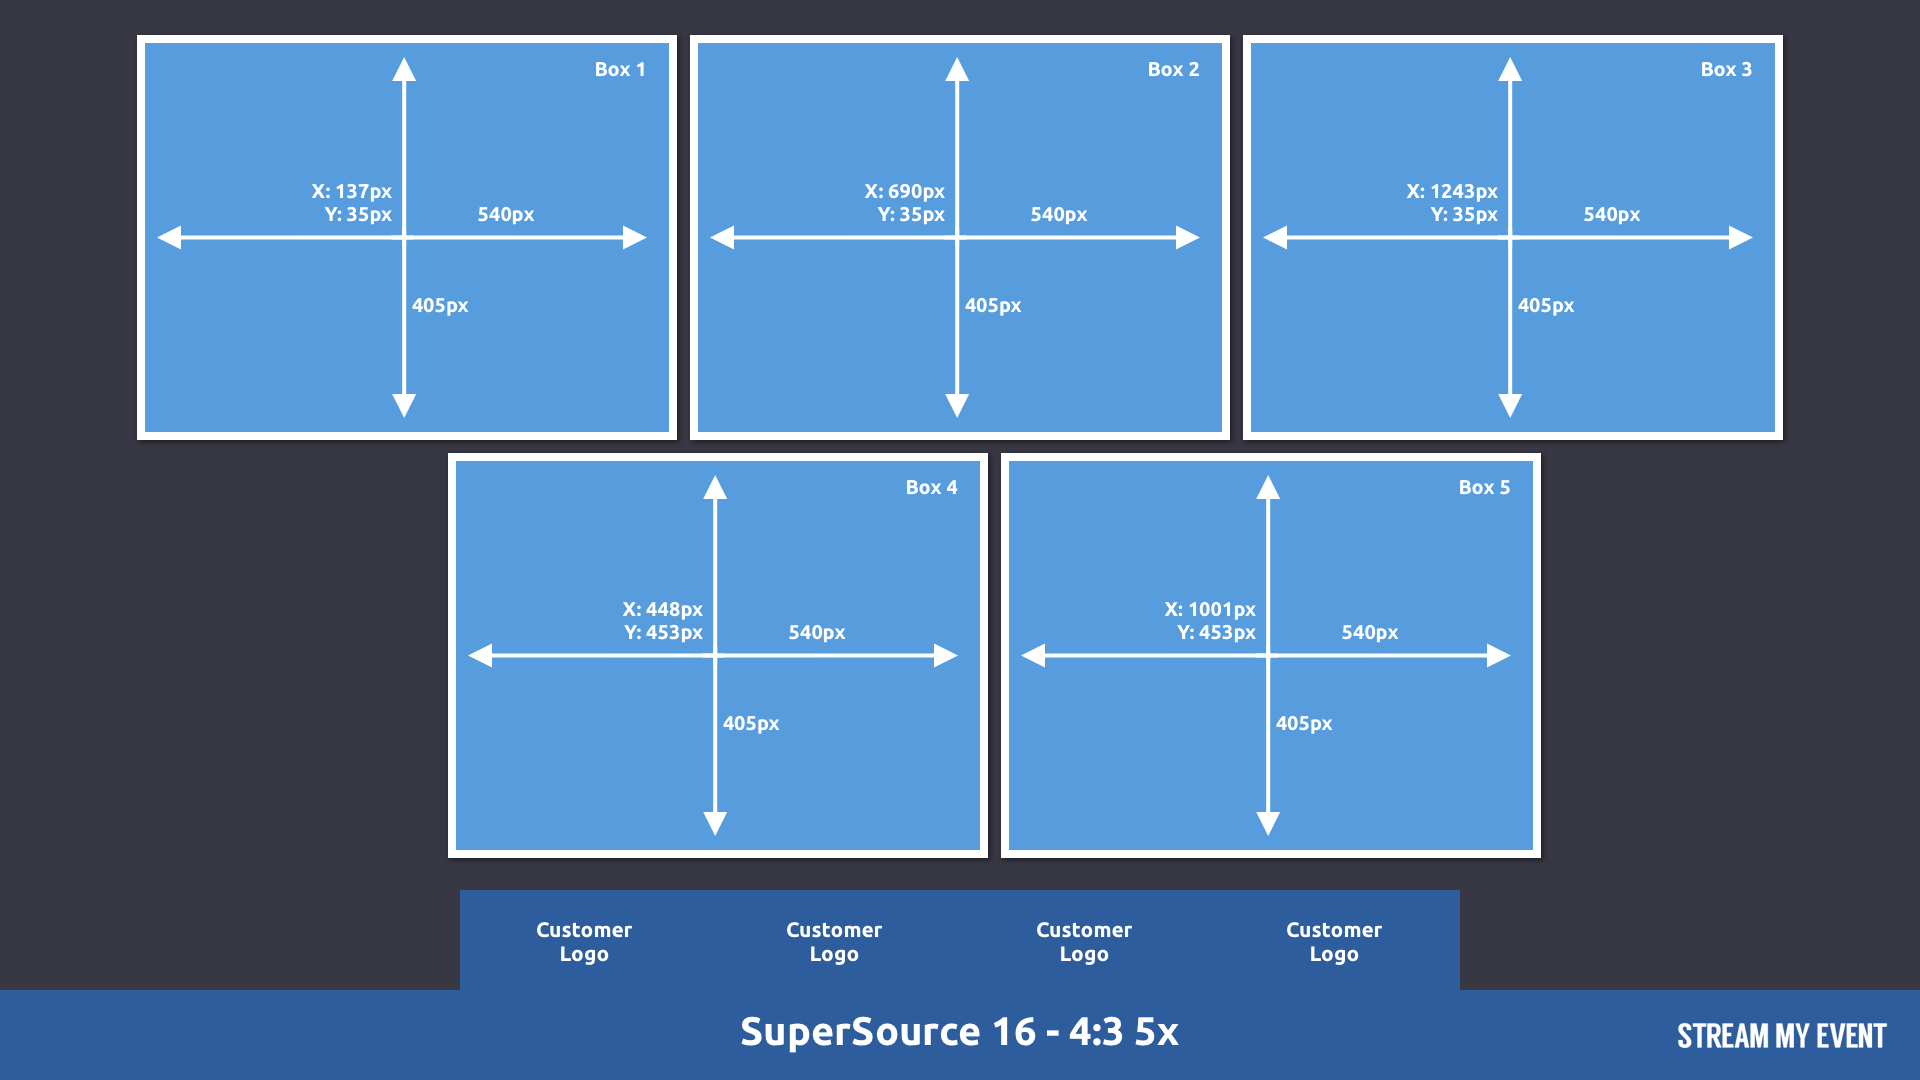 Box 1
X: 137px
Y: 35px
540px
405px
Box 2
X: 690px
Y: 35px
540px
405px
Box 3
X: 1243px
Y: 35px
540px
405px
Box 4
X: 448px
Y: 453px
540px
405px
Box 5
X: 1001px
Y: 453px
540px
405px
Customer
Logo
Customer
Logo
Customer
Logo
Customer
Logo
SuperSource 16 - 4:3 5x
STREAM MY EVENT